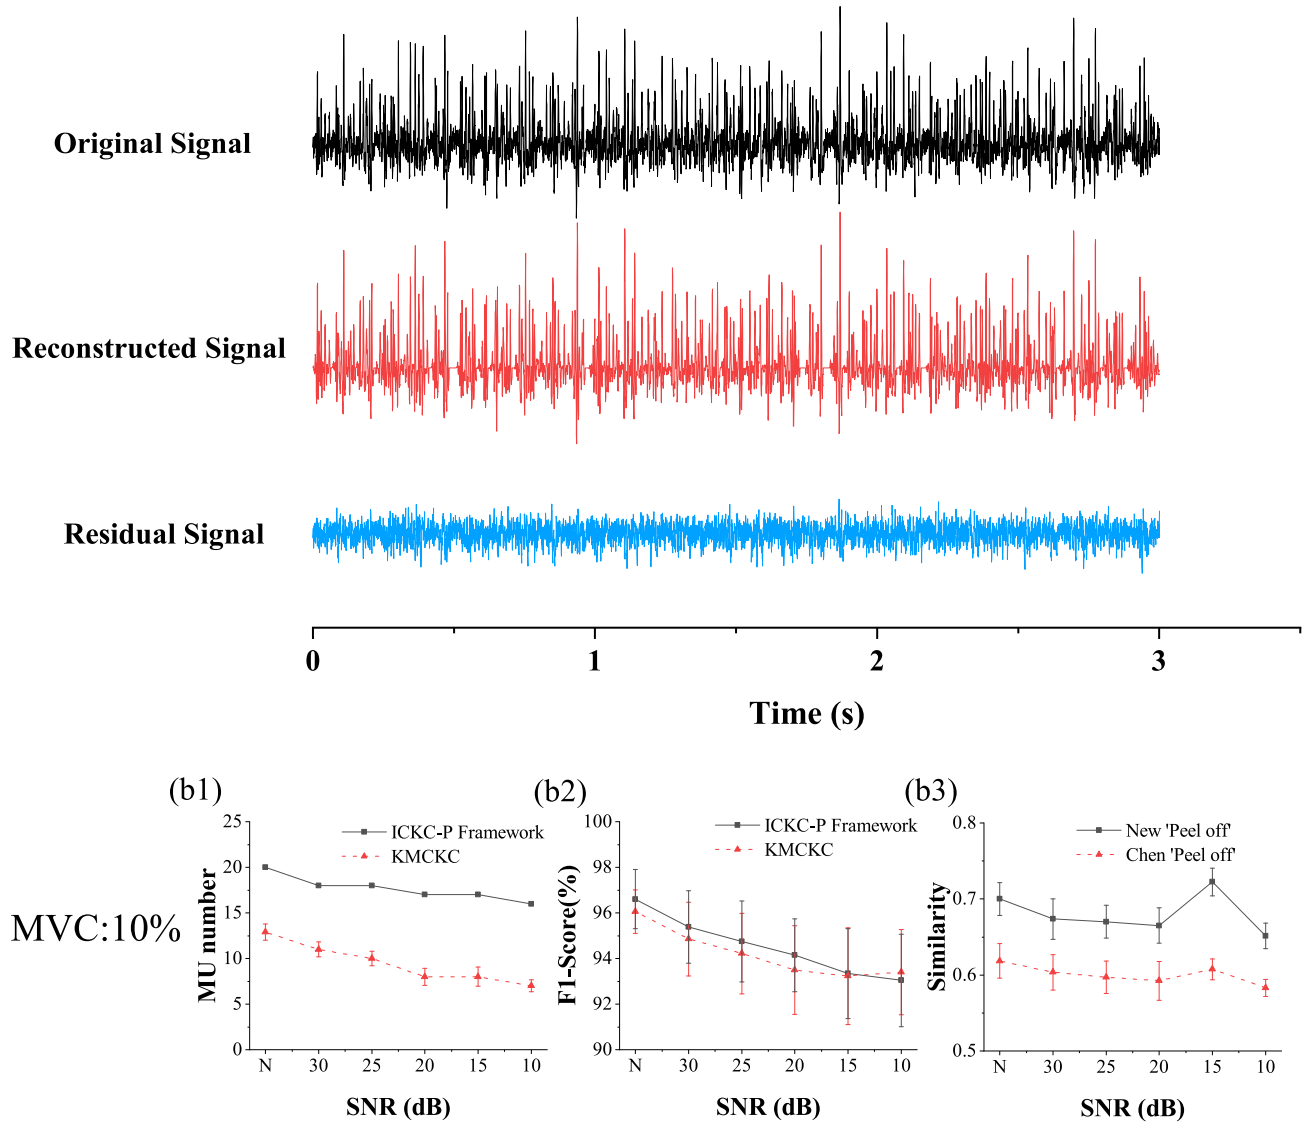 Original Signal
Reconstructed Signal
Residual Signal
0 1 2 3
Time (s)
(b1) (b2) (b3)
MVC:10%
25
20
15
10
5
0
MU number
ICKC-P Framework
KMCKC
N 30 25 20 15 10
SNR (dB)
100
98
96
94
92
90
F1-Score(%)
ICKC-P Framework
KMCKC
N 30 25 20 15 10
SNR (dB)
0.8
0.7
0.6
0.5
Similarity
New 'Peel off'
Chen 'Peel off'
N 30 25 20 15 10
SNR (dB)